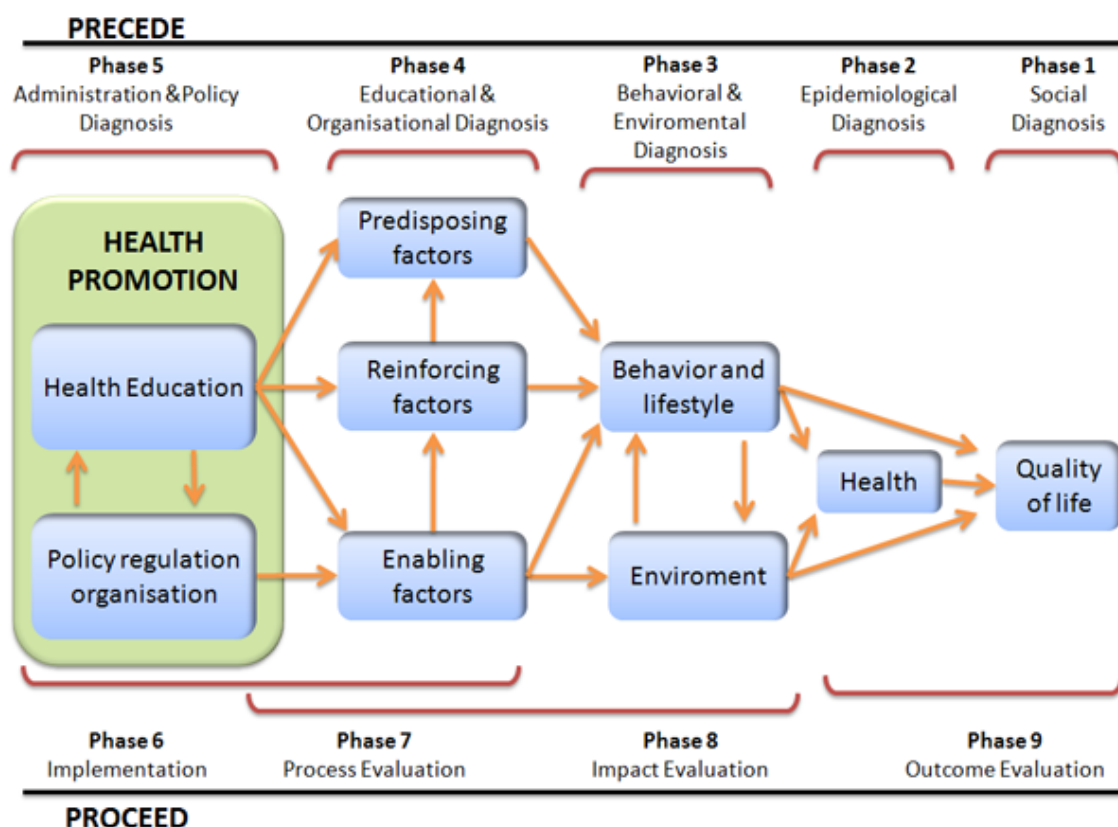 PRECEDE
Phase 5
Administration &Policy
Diagnosis
Phase 4
Educational &
Organisational Diagnosis
Phase 3
Behavioral &
Enviromental
Diagnosis
Phase 2
Epidemiological
Diagnosis
Phase 1
Social
Diagnosis
HEALTH
PROMOTION
Health Education
Policy regulation
organisation
Predisposing
factors
Reinforcing
factors
Enabling
factors
Behavior and
lifestyle
Enviroment
Health
Quality
of life
Phase 6
Implementation
Phase 7
Process Evaluation
Phase 8
Impact Evaluation
Phase 9
Outcome Evaluation
PROCEED